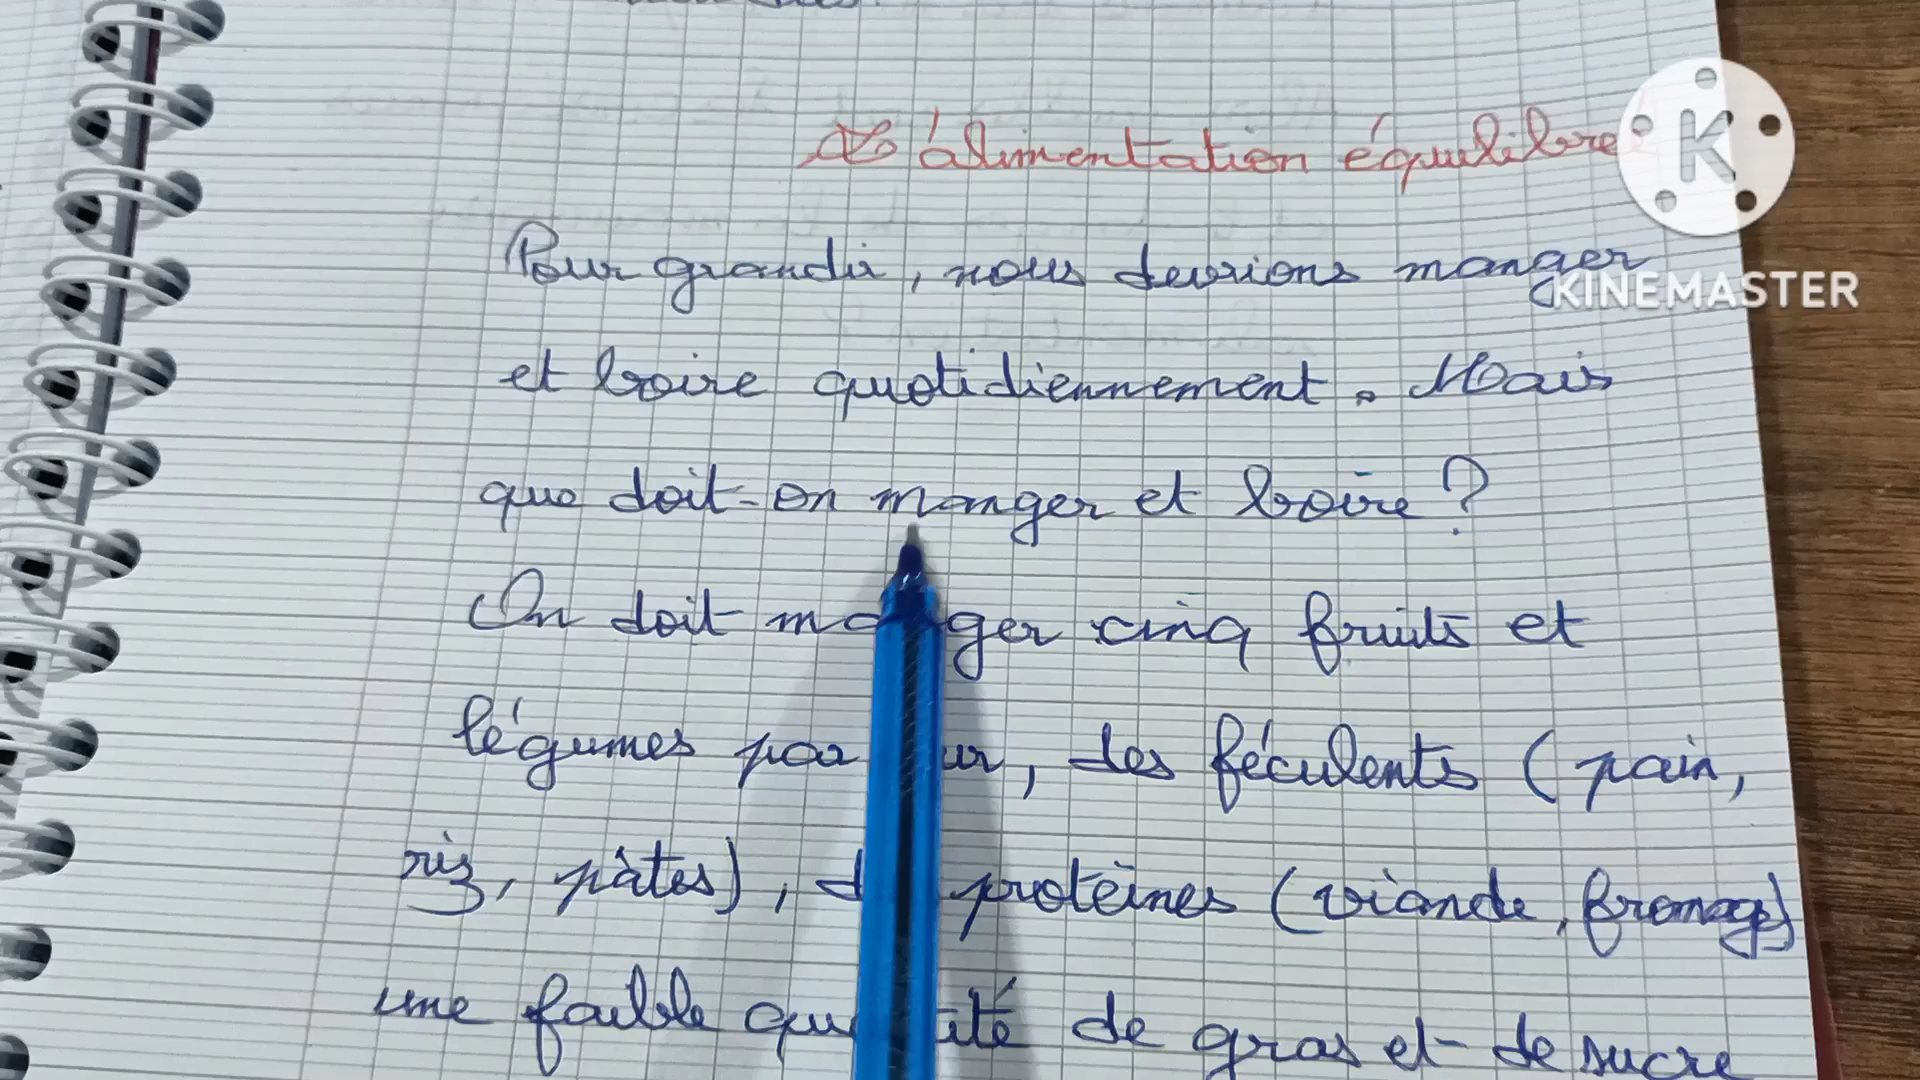 L'alimentation équilibre
Pour grandir, nous devrions manger
et boire quotidiennement. Mais
que doit-on manger et boire ?
On doit manger cinq fruits et
légumes par jour, des féculents (pain,
riz, pâtes), des protéines (viande, fromage)
une faible quantité de gras et de sucre
K
KINEMASTER